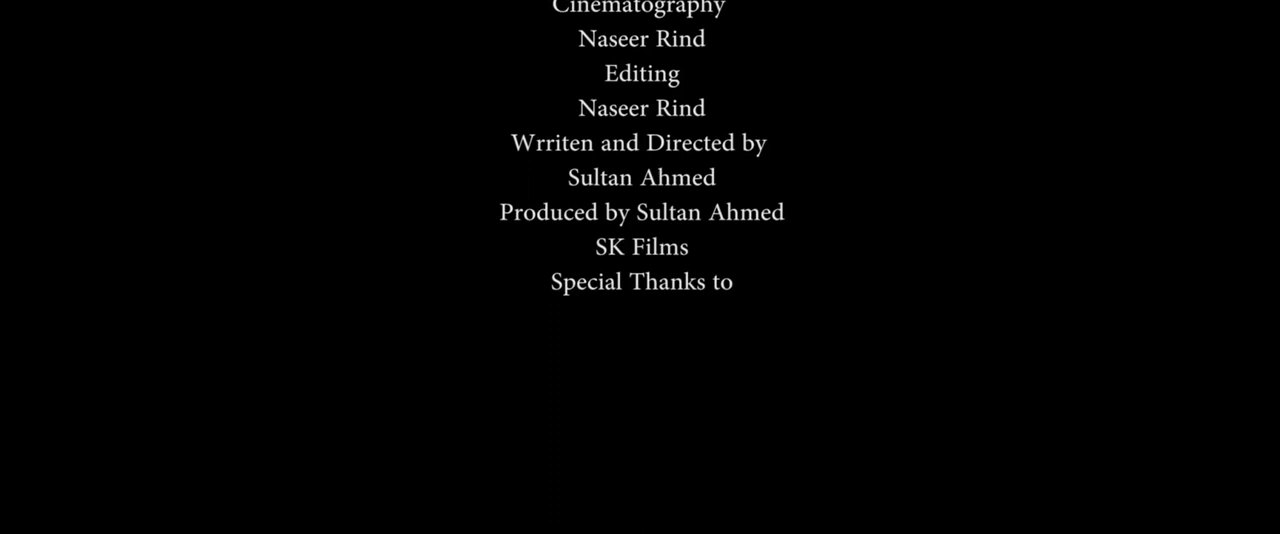 Cinematography
Naseer Rind
Editing
Naseer Rind
Wrriten and Directed by
Sultan Ahmed
Produced by Sultan Ahmed
SK Films
Special Thanks to